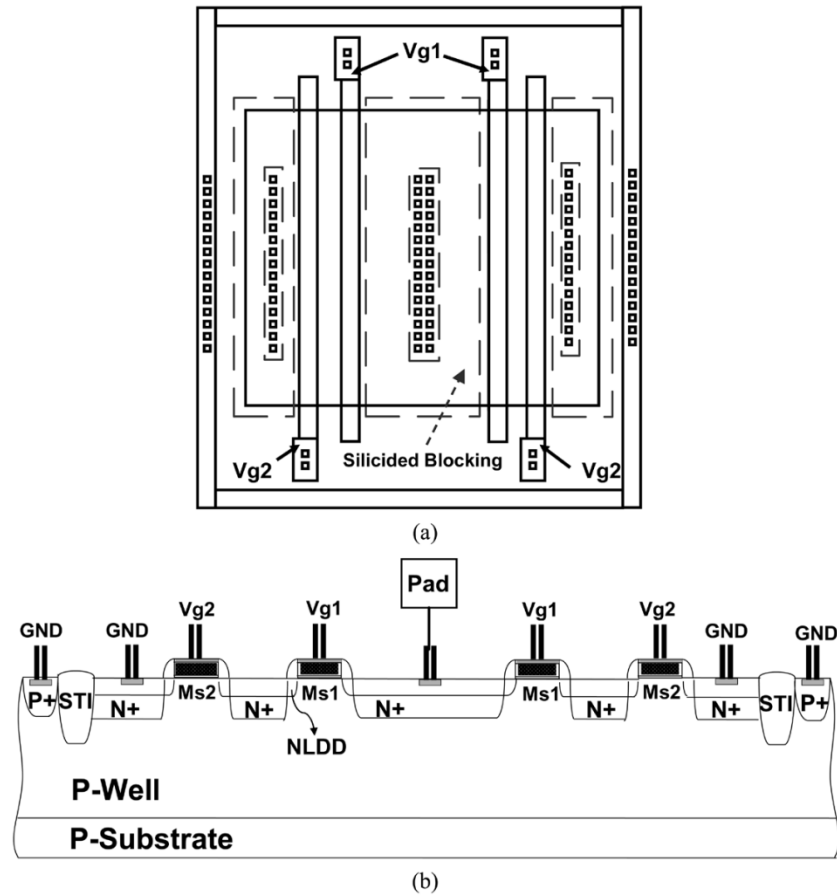 Vg1
Silicided Blocking
Vg2 Vg2
(a)
Pad
Vg2 Vg1 Vg1 Vg2
GND GND GND GND
P+ STI N+ Ms2 N+ Ms1 N+ Ms1 N+ Ms2 N+ STI P+
NLDD
P-Well
P-Substrate
(b)